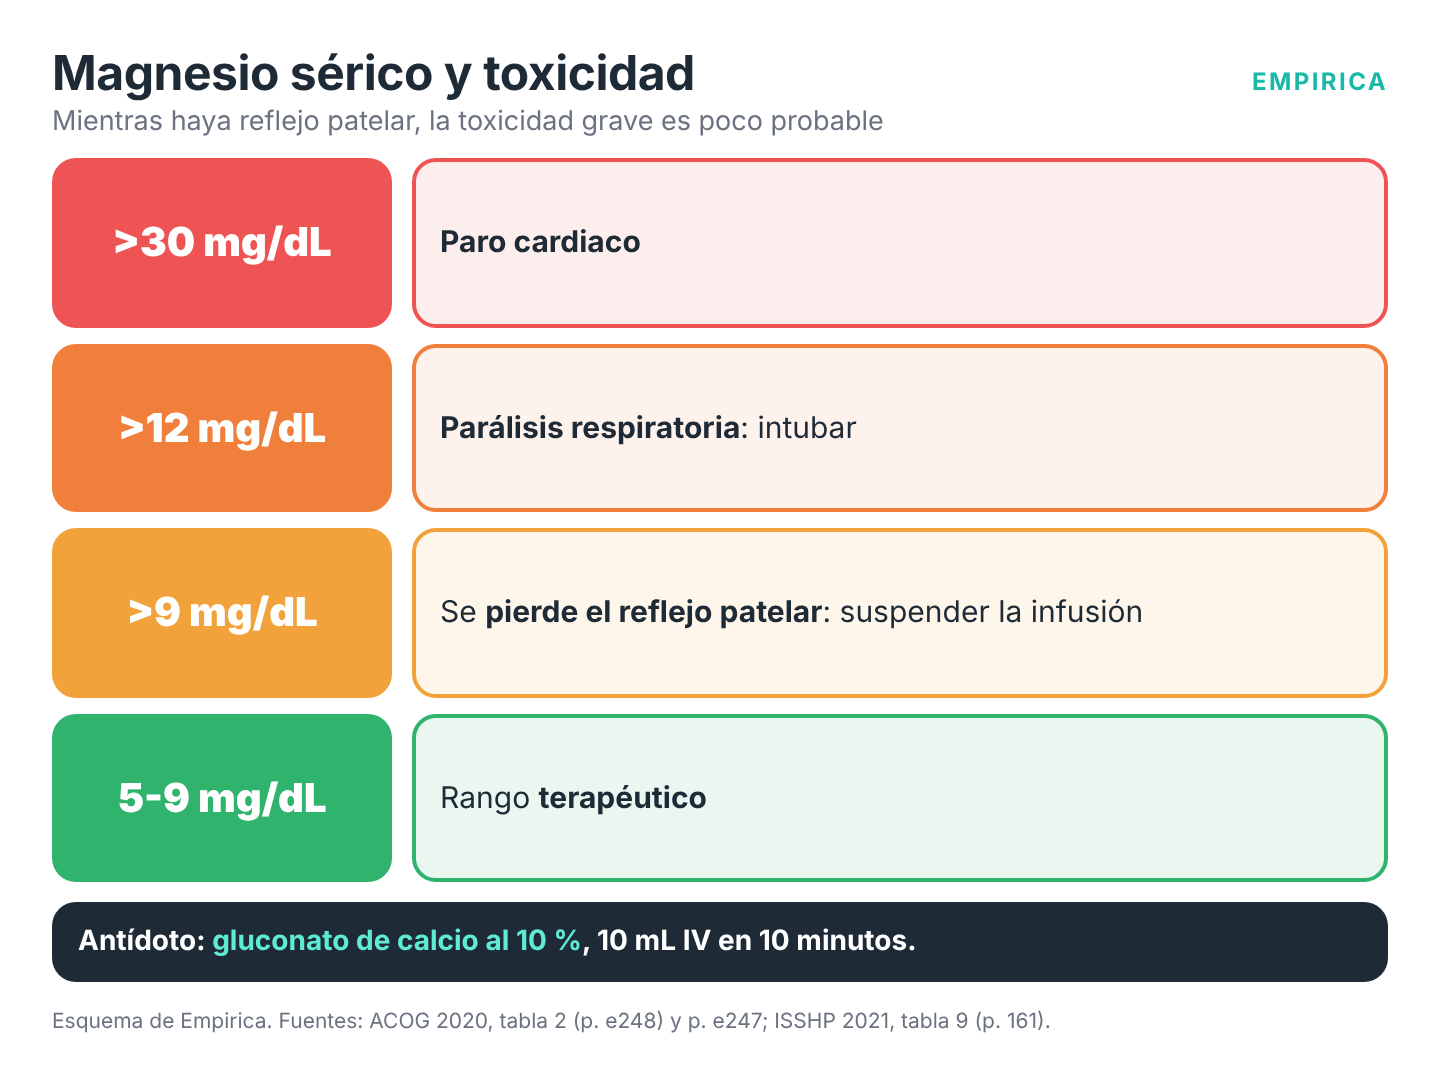 Magnesio sérico y toxicidad
EMPIRICA
Mientras haya reflejo patelar, la toxicidad grave es poco probable
>30 mg/dL
Paro cardiaco
>12 mg/dL
Parálisis respiratoria: intubar
>9 mg/dL
Se pierde el reflejo patelar: suspender la infusión
5-9 mg/dL
Rango terapéutico
Antídoto: gluconato de calcio al 10 %, 10 mL IV en 10 minutos.
Esquema de Empirica. Fuentes: ACOG 2020, tabla 2 (p. e248) y p. e247; ISSHP 2021, tabla 9 (p. 161).